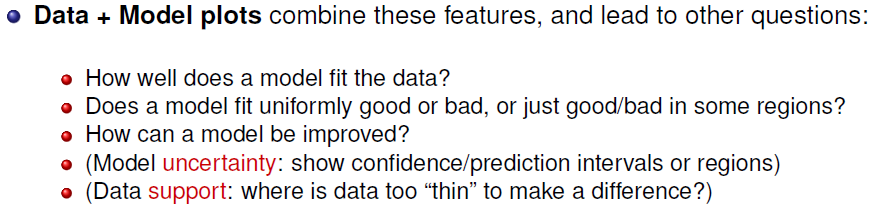 Data + Model plots combine these features, and lead to other questions:
How well does a model fit the data?
Does a model fit uniformly good or bad, or just good/bad in some regions?
How can a model be improved?
(Model uncertainty: show confidence/prediction intervals or regions)
(Data support: where is data too “thin” to make a difference?)